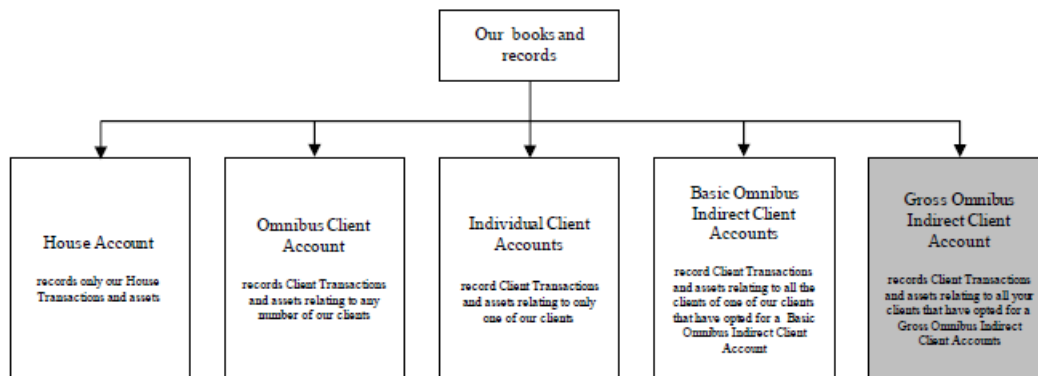 Our books and
records
House Account
records only our House
Transactions and assets
Omnibus Client
Account
records Client Transactions
and assets relating to any
number of our clients
Individual Client
Accounts
record Client Transactions
and assets relating to only
one of our clients
Basic Omnibus
Indirect Client
Accounts
record Client Transactions
and assets relating to all the
clients of one of our clients
that have opted for a Basic
Omnibus Indirect Client
Account
Gross Omnibus
Indirect Client
Account
records Client Transactions
and assets relating to all your
clients that have opted for a
Gross Omnibus Indirect
Client Accounts